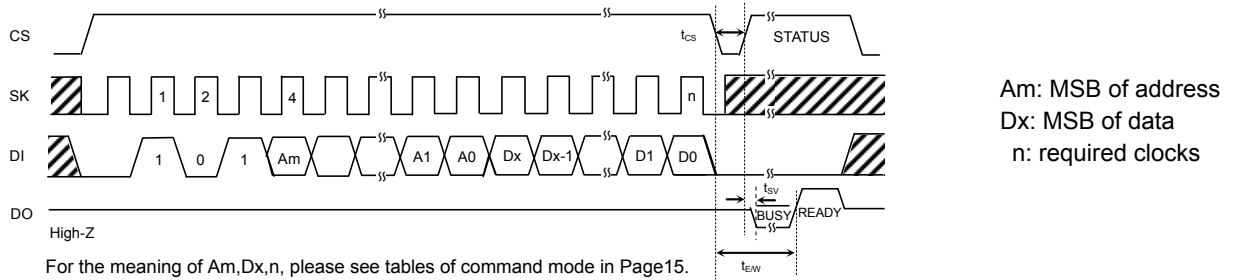 CS
tCS
STATUS
SK
1
2
4
n
DI
1
0
1
Am
A1
A0
Dx
Dx-1
D1
D0
tSV
DO
BUSY
READY
High-Z
tE/W
For the meaning of Am,Dx,n, please see tables of command mode in Page15.
Am: MSB of address
Dx: MSB of data
n: required clocks